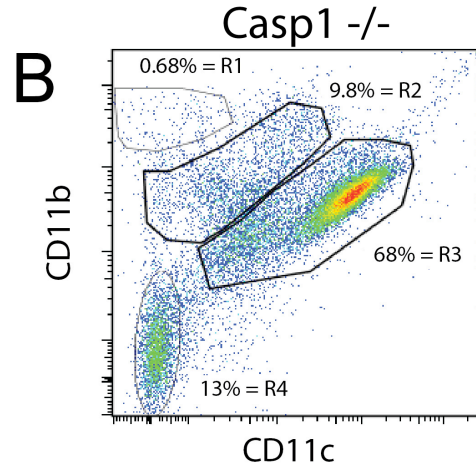 Casp1 -/-
B
0.68% = R1
9.8% = R2
CD11b
68% = R3
13% = R4
CD11c